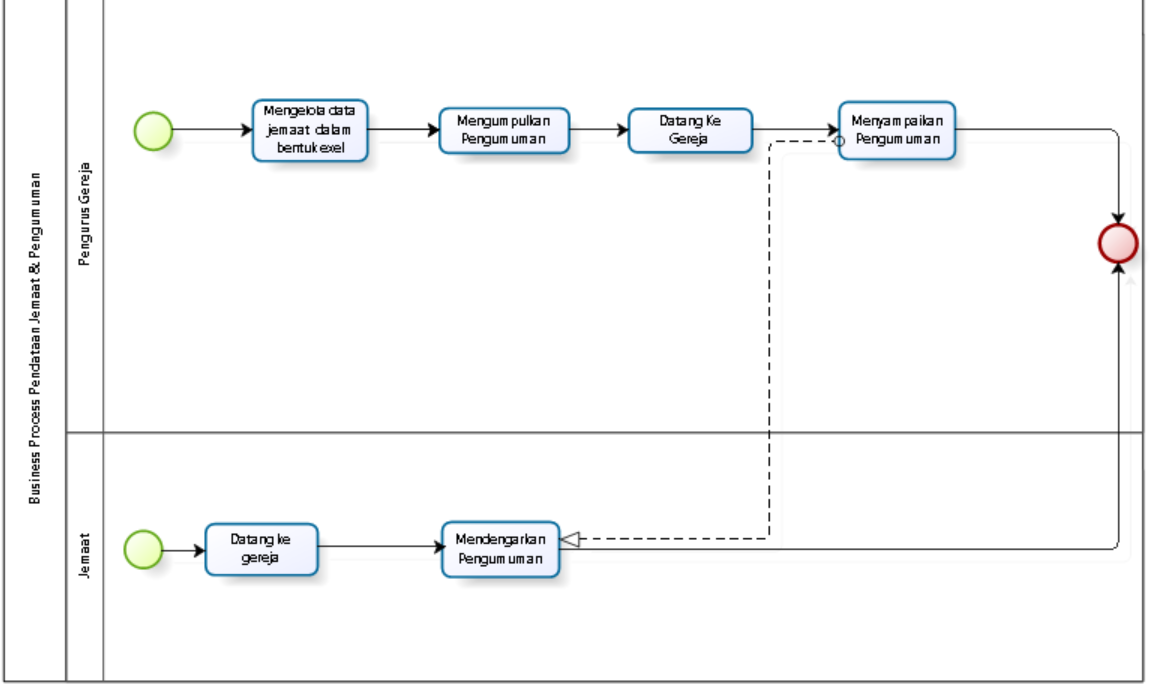 Business Process Pendataan Jemaat & Pengumuman
Pengurus Gereja
Mengelola data
jemaat dalam
bentuk exel
Mengumpulkan
Pengumuman
Datang Ke
Gereja
Menyampaikan
Pengumuman
Jemaat
Datang ke
gereja
Mendengarkan
Pengumuman